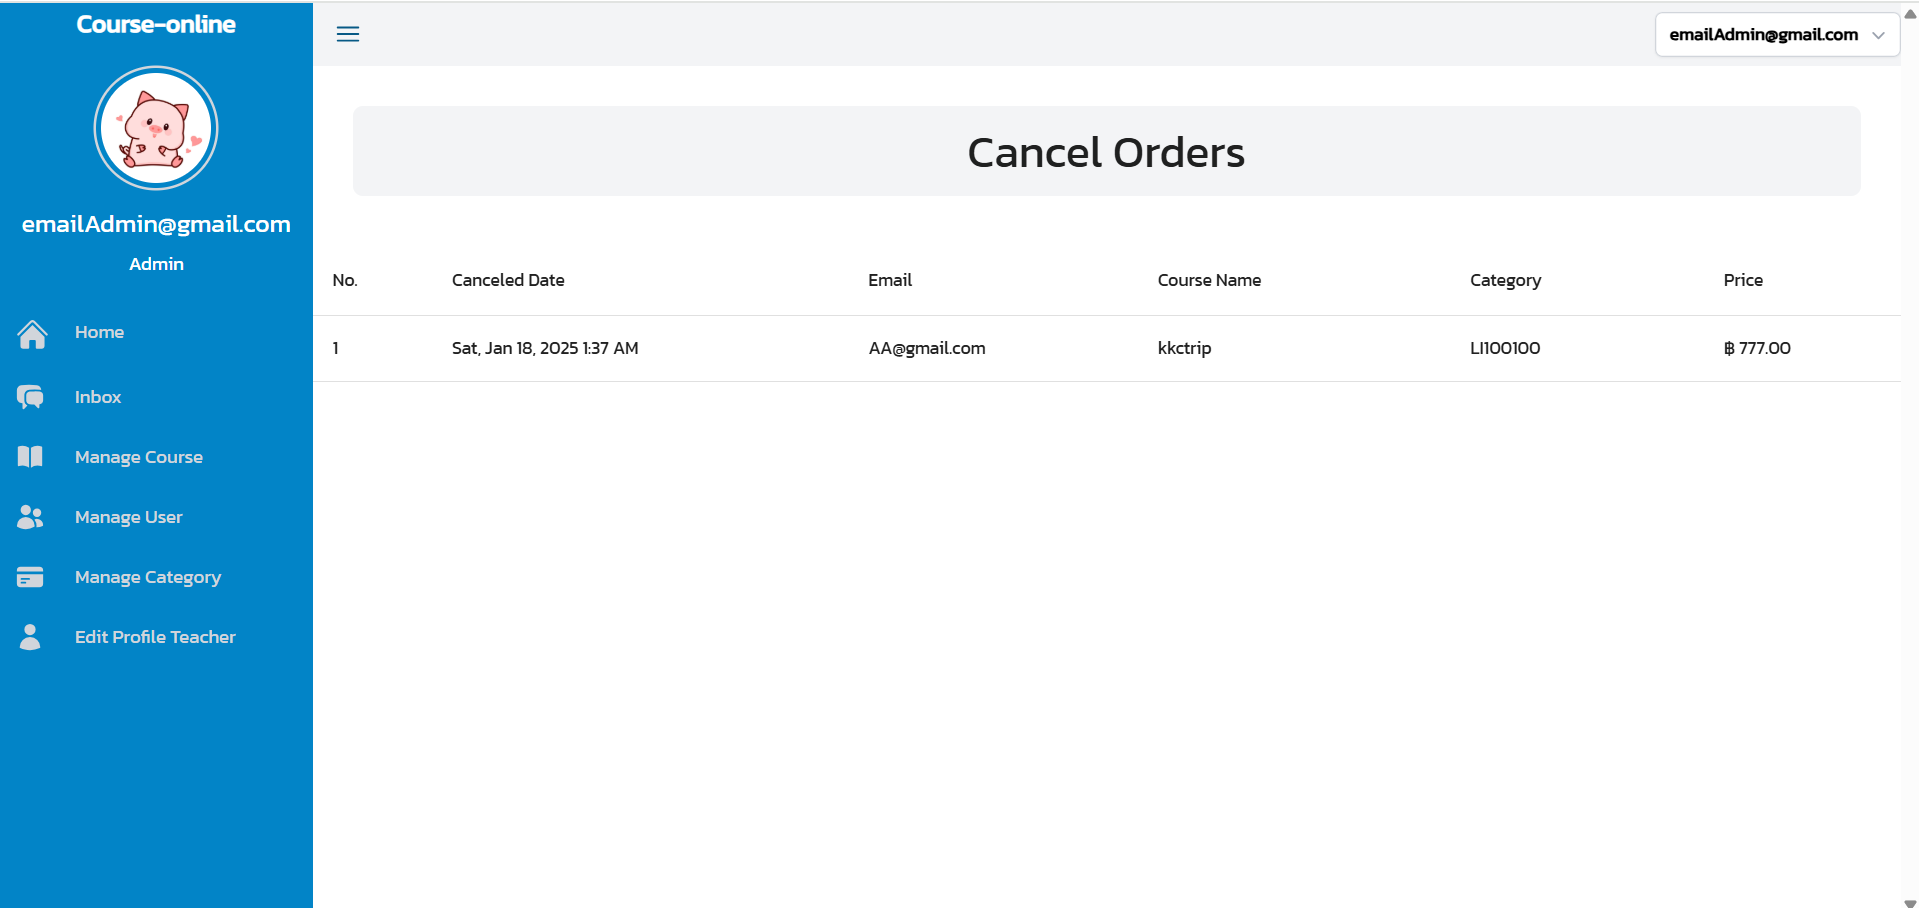 Course-online
emailAdmin@gmail.com
Admin
Home
Inbox
Manage Course
Manage User
Manage Category
Edit Profile Teacher
emailAdmin@gmail.com
Cancel Orders
No. Canceled Date Email Course Name Category Price
1 Sat, Jan 18, 2025 1:37 AM AA@gmail.com kkctrip LI100100 ฿ 777.00